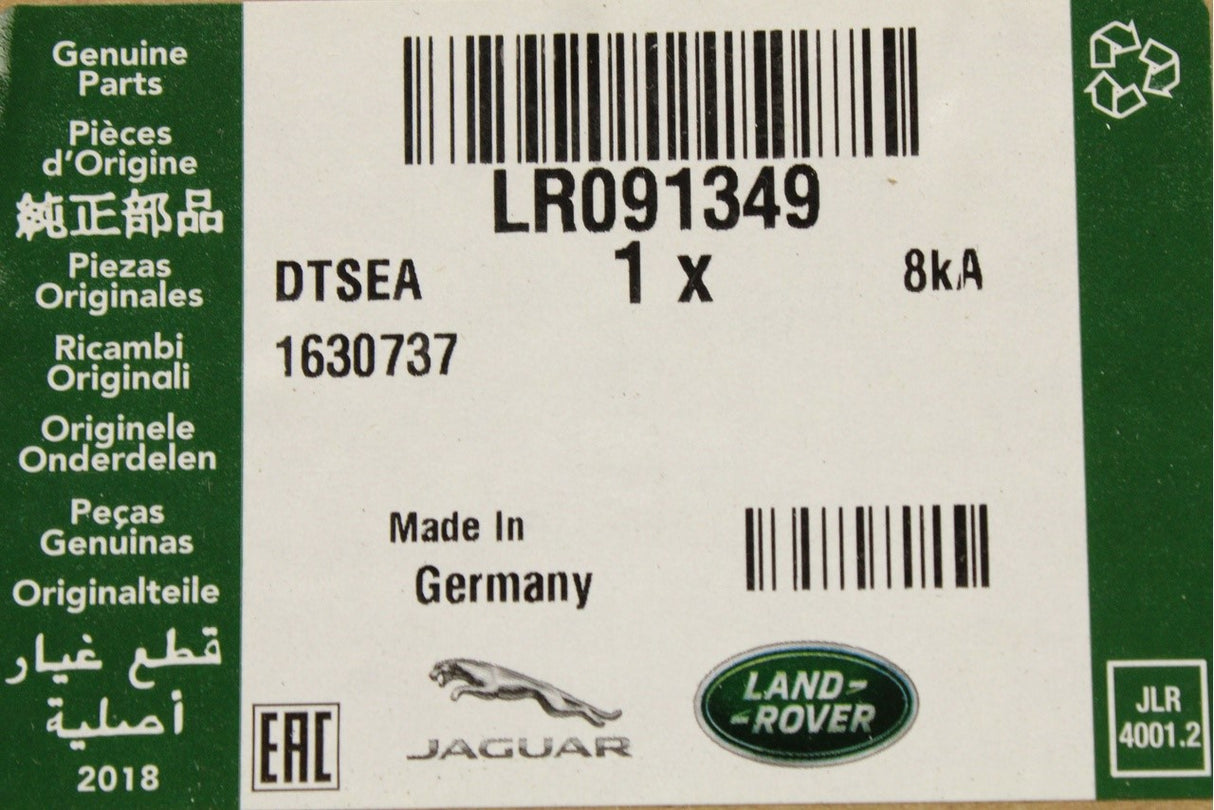 Genuine
Parts
Pièces
d'Origine
純正部品
Piezas
Originales
Ricambi
Originali
Originele
Onderdelen
Peças
Genuinas
Originalteile
قطع غيار
أصلية
2018
LR091349
DTSEA 1 x 8kA
1630737
Made In
Germany
EAC
JAGUAR
LAND-
-ROVER
JLR
4001.2